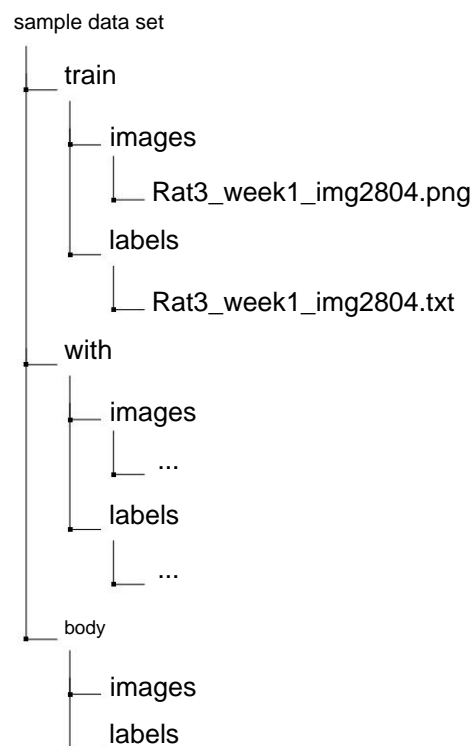 sample data set
train
images
Rat3_week1_img2804.png
labels
Rat3_week1_img2804.txt
with
images
...
labels
...
body
images
labels